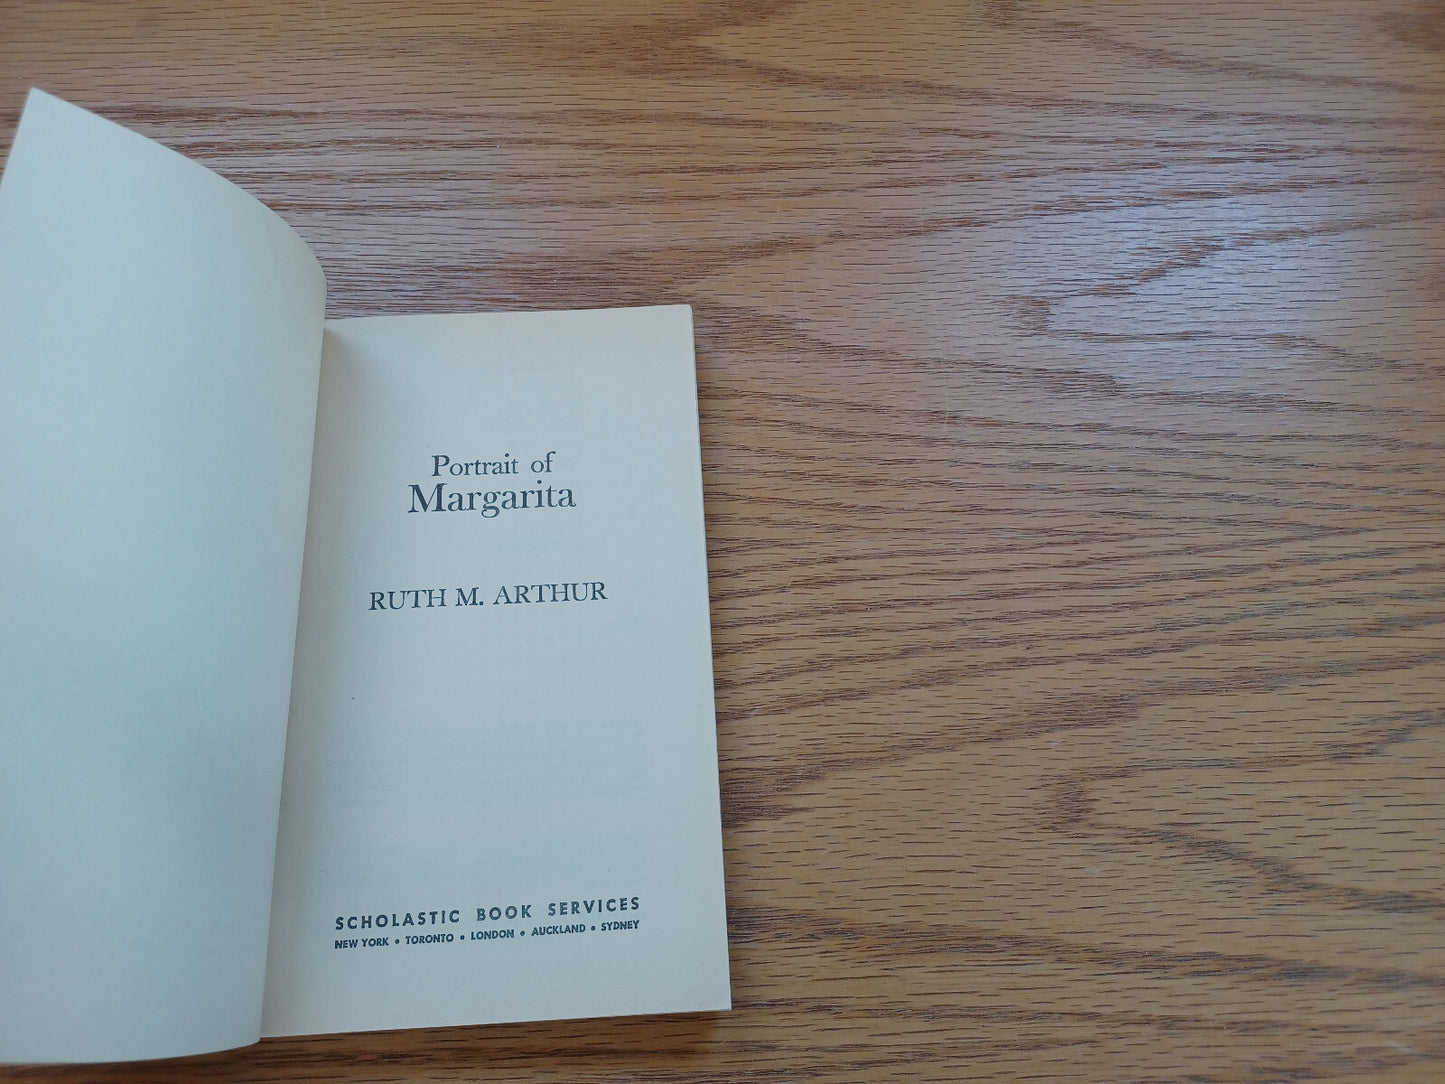 Portrait of
Margarita
RUTH M. ARTHUR
SCHOLASTIC BOOK SERVICES
NEW YORK • TORONTO • LONDON • AUCKLAND • SYDNEY